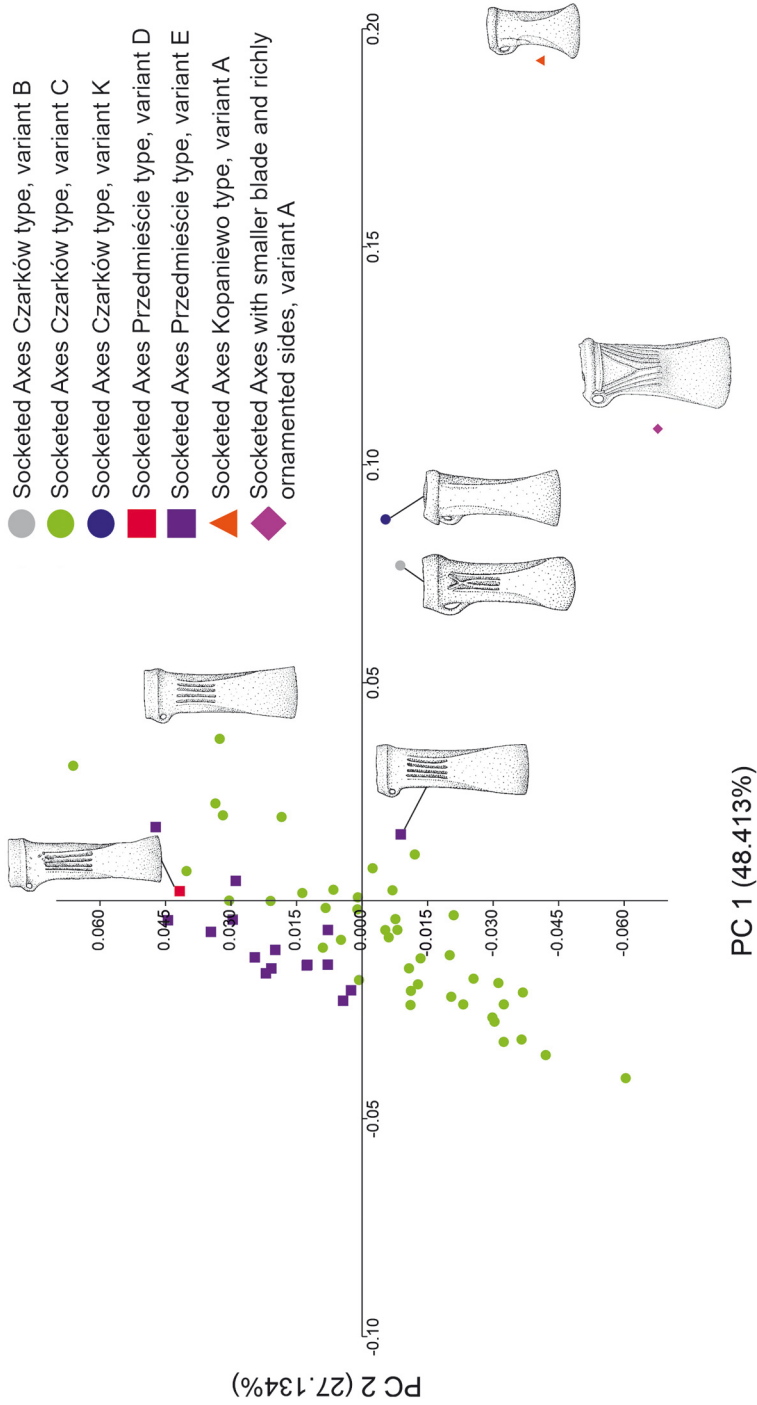 Socketed Axes Czarków type, variant B
Socketed Axes Czarków type, variant C
Socketed Axes Czarków type, variant K
Socketed Axes Przedmieście type, variant D
Socketed Axes Przedmieście type, variant E
Socketed Axes Kopaniewo type, variant A
Socketed Axes with smaller blade and richly
ornamented sides, variant A
0.060
0.045
0.030
0.015
0.000
-0.015
-0.030
-0.045
-0.060
-0.10
-0.05
0.05
0.10
0.15
0.20
PC 1 (48.413%)
PC 2 (27.134%)